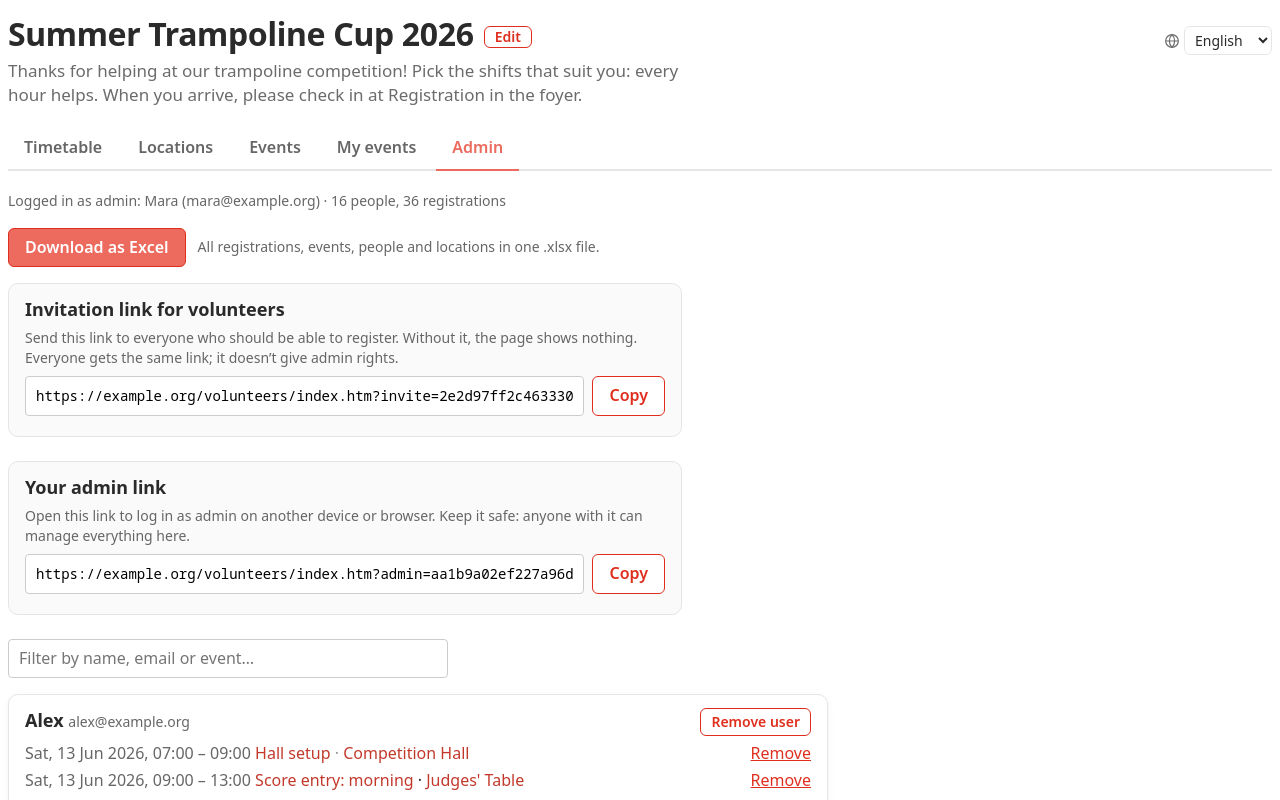 Summer Trampoline Cup 2026 Edit
English
Thanks for helping at our trampoline competition! Pick the shifts that suit you: every
hour helps. When you arrive, please check in at Registration in the foyer.
Timetable Locations Events My events Admin
Logged in as admin: Mara (mara@example.org) · 16 people, 36 registrations
Download as Excel All registrations, events, people and locations in one .xlsx file.
Invitation link for volunteers
Send this link to everyone who should be able to register. Without it, the page shows nothing.
Everyone gets the same link; it doesn’t give admin rights.
https://example.org/volunteers/index.htm?invite=2e2d97ff2c463330 Copy
Your admin link
Open this link to log in as admin on another device or browser. Keep it safe: anyone with it can
manage everything here.
https://example.org/volunteers/index.htm?admin=aa1b9a02ef227a96d Copy
Filter by name, email or event…
Alex alex@example.org Remove user
Sat, 13 Jun 2026, 07:00 – 09:00 Hall setup · Competition Hall Remove
Sat, 13 Jun 2026, 09:00 – 13:00 Score entry: morning · Judges' Table Remove